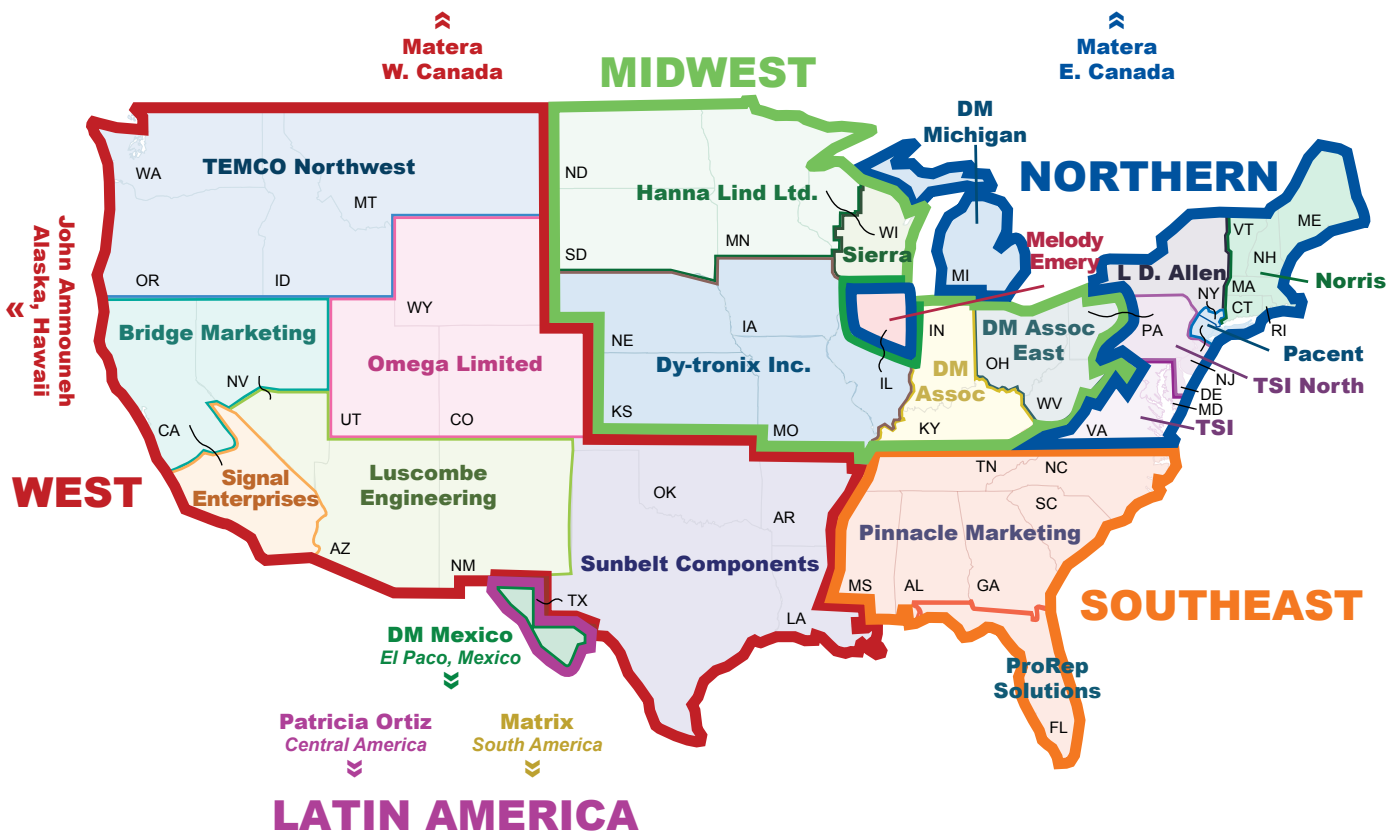 Matera
W. Canada
Matera
E. Canada
MIDWEST
DM
Michigan
NORTHERN
WA
TEMCO Northwest
MT
OR
ID
ND
Hanna Lind Ltd.
MN
SD
WI
Sierra
MI
Melody
Emery
L D. Allen
VT
ME
NH
MA
CT
NY
RI
Norris
Pacent
PA
TSI North
NJ
DE
MD
TSI
VA
John Ammouneh
Alaska, Hawaii
Bridge Marketing
NV
CA
WY
Omega Limited
UT
CO
NE
IA
Dy-tronix Inc.
KS
MO
IL
IN
DM
Assoc
KY
DM Assoc
East
OH
WV
WEST
Signal
Enterprises
Luscombe
Engineering
AZ
NM
OK
AR
Sunbelt Components
TX
LA
TN
NC
SC
Pinnacle Marketing
MS
AL
GA
SOUTHEAST
ProRep
Solutions
FL
DM Mexico
El Paco, Mexico
Patricia Ortiz
Central America
Matrix
South America
LATIN AMERICA